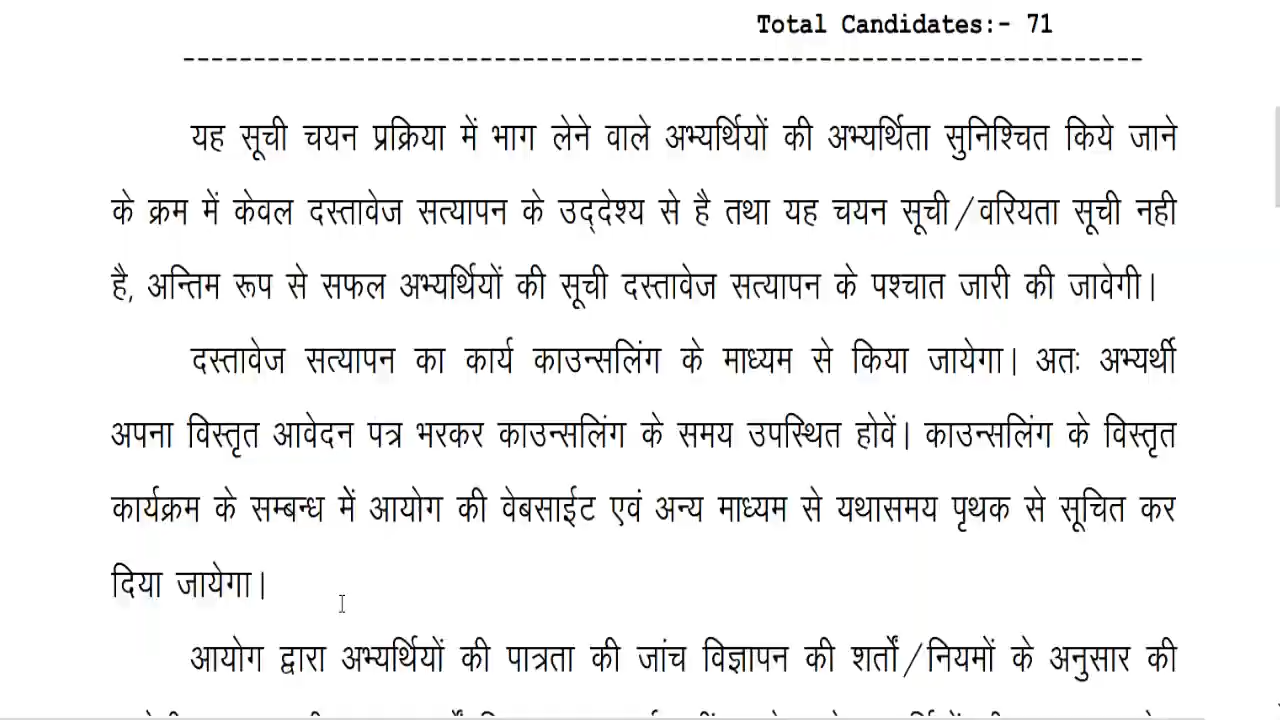 Total Candidates:- 71
--------------------------------------------------------------------
यह सूची चयन प्रक्रिया में भाग लेने वाले अभ्यर्थियों की अभ्यर्थिता सुनिश्चित किये जाने
के क्रम में केवल दस्तावेज सत्यापन के उद्देश्य से है तथा यह चयन सूची/वरियता सूची नही
है, अन्तिम रूप से सफल अभ्यर्थियों की सूची दस्तावेज सत्यापन के पश्चात जारी की जावेगी।
दस्तावेज सत्यापन का कार्य काउन्सलिंग के माध्यम से किया जायेगा। अतः अभ्यर्थी
अपना विस्तृत आवेदन पत्र भरकर काउन्सलिंग के समय उपस्थित होवें। काउन्सलिंग के विस्तृत
कार्यक्रम के सम्बन्ध में आयोग की वेबसाईट एवं अन्य माध्यम से यथासमय पृथक से सूचित कर
दिया जायेगा।
आयोग द्वारा अभ्यर्थियों की पात्रता की जांच विज्ञापन की शर्तों/नियमों के अनुसार की